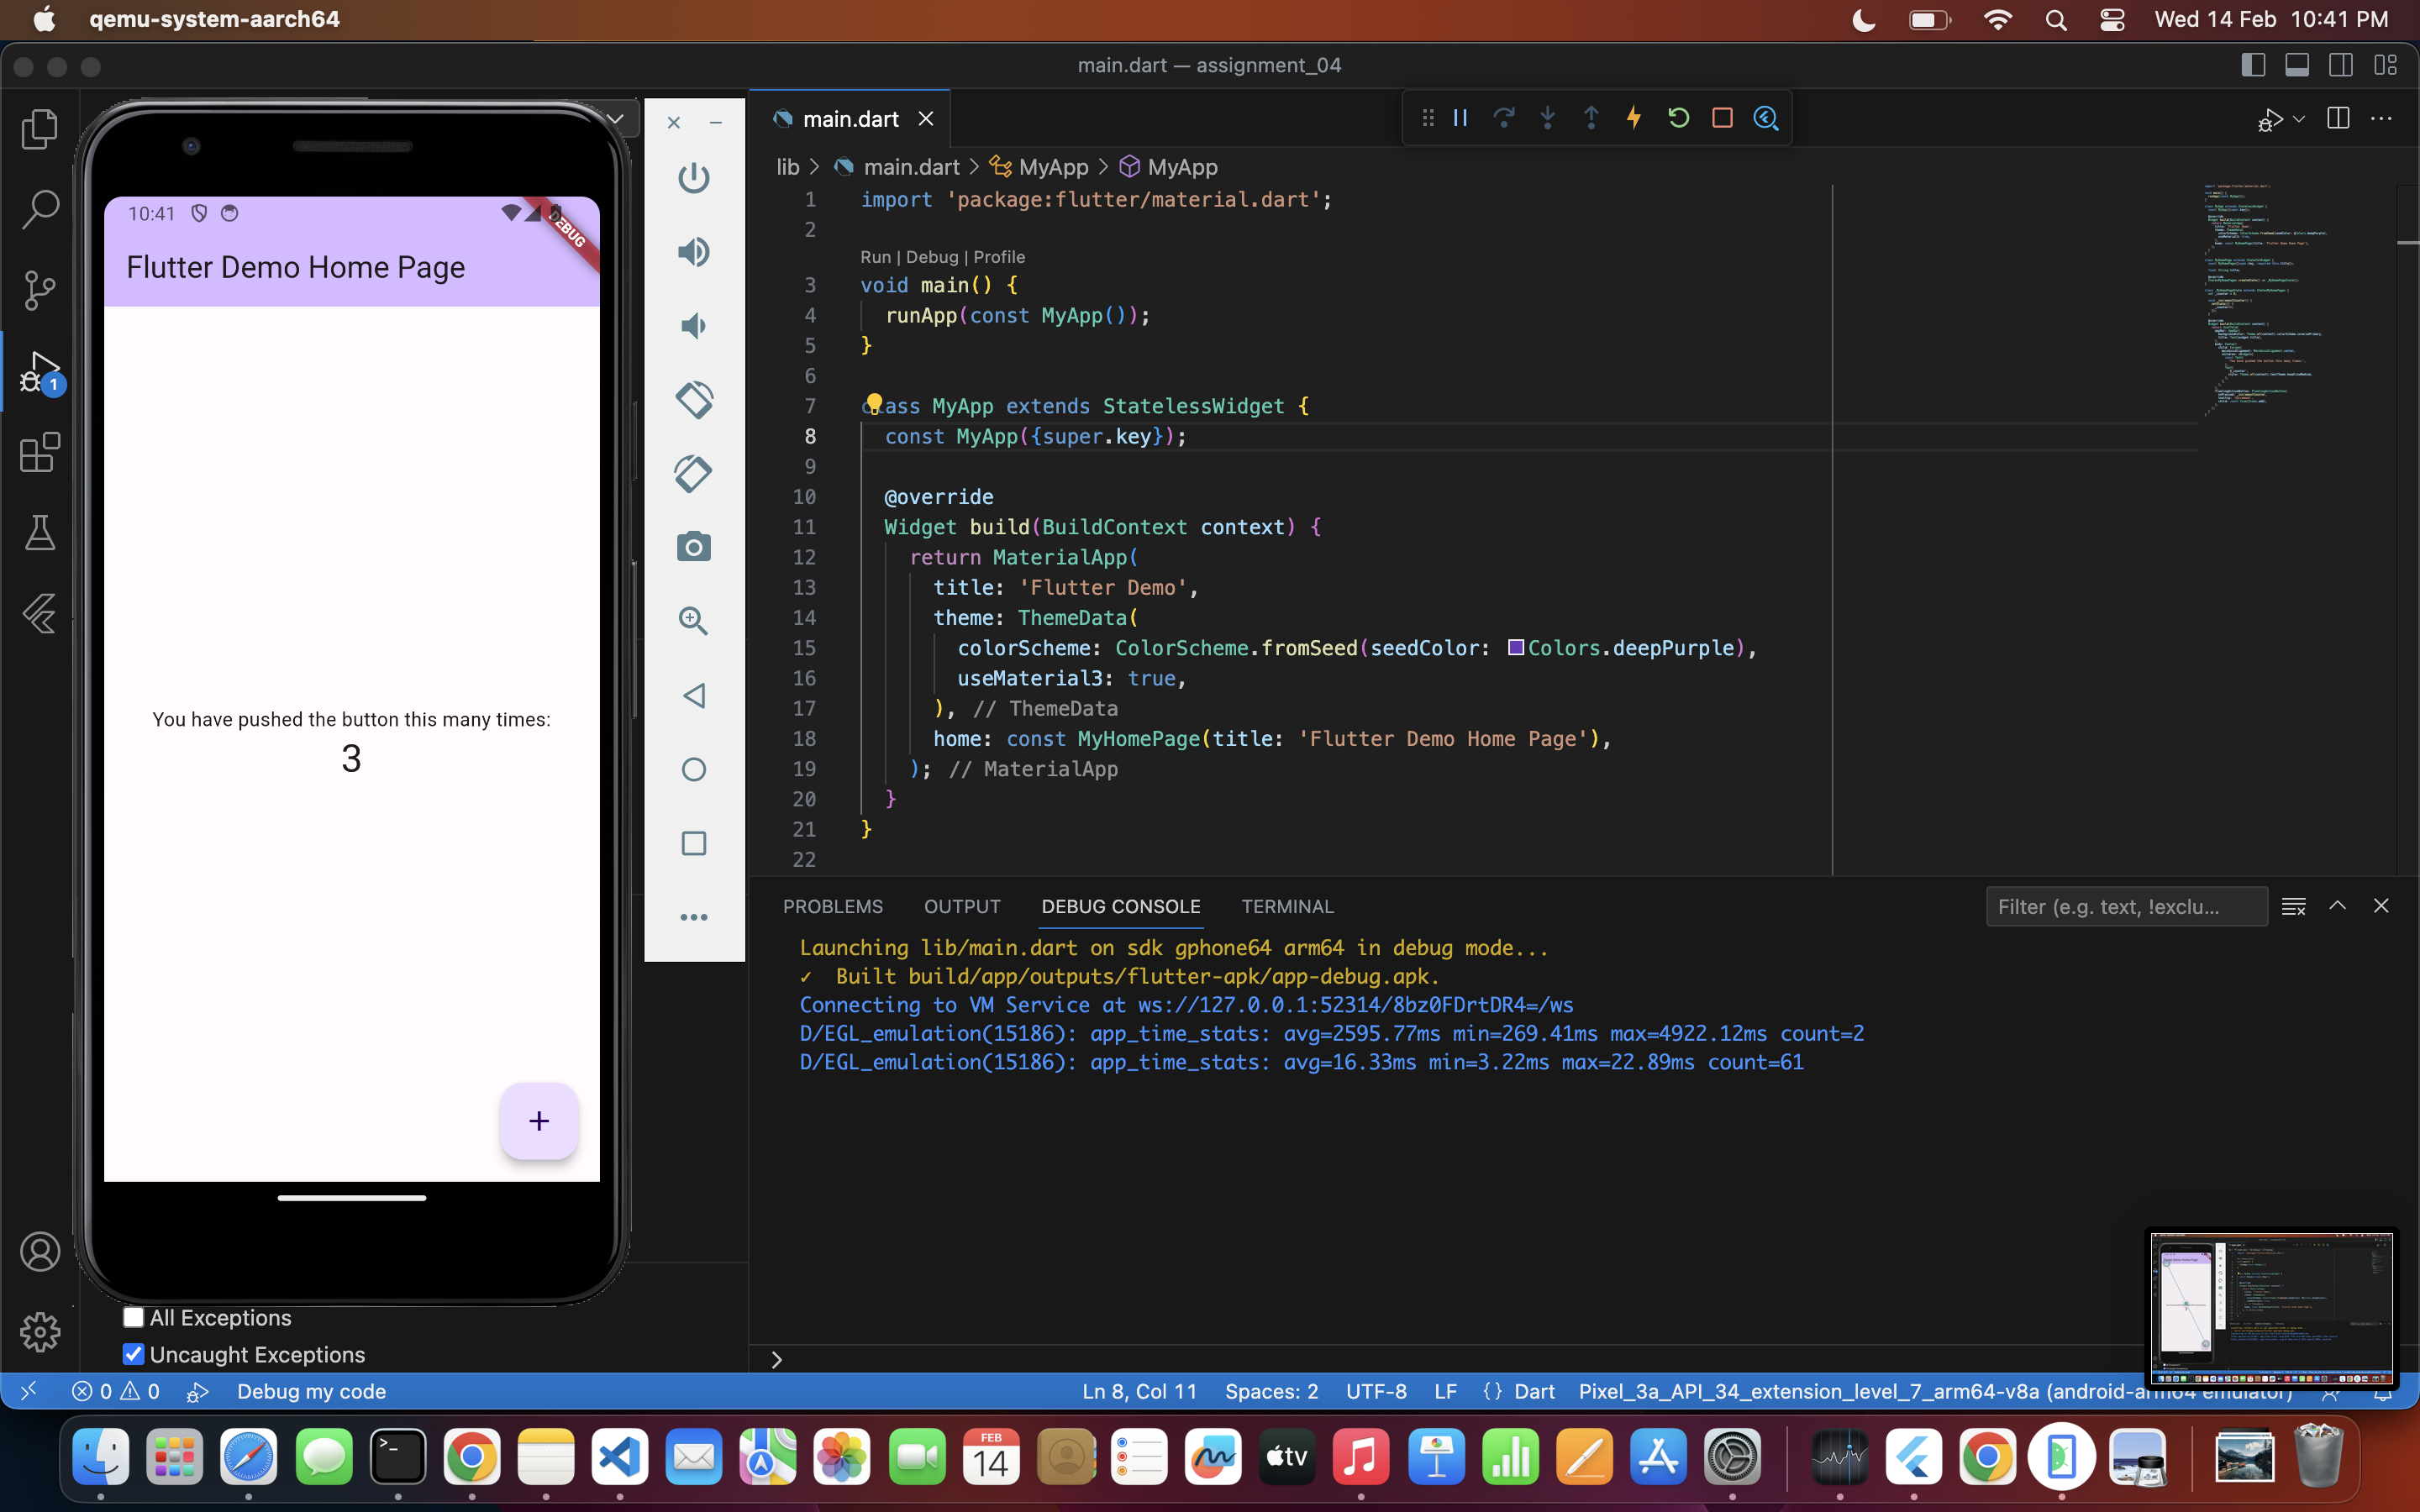 qemu-system-aarch64
Wed 14 Feb 10:41 PM
main.dart — assignment_04
10:41
DEBUG
Flutter Demo Home Page
You have pushed the button this many times:
3
+
All Exceptions
Uncaught Exceptions
main.dart
lib > main.dart > MyApp > MyApp
1 import 'package:flutter/material.dart';
2
Run | Debug | Profile
3 void main() {
4 runApp(const MyApp());
5 }
6
7 class MyApp extends StatelessWidget {
8 const MyApp({super.key});
9
10 @override
11 Widget build(BuildContext context) {
12 return MaterialApp(
13 title: 'Flutter Demo',
14 theme: ThemeData(
15 colorScheme: ColorScheme.fromSeed(seedColor: Colors.deepPurple),
16 useMaterial3: true,
17 ), // ThemeData
18 home: const MyHomePage(title: 'Flutter Demo Home Page'),
19 ); // MaterialApp
20 }
21 }
22
PROBLEMS OUTPUT DEBUG CONSOLE TERMINAL
Filter (e.g. text, !exclu...
Launching lib/main.dart on sdk gphone64 arm64 in debug mode...
✓ Built build/app/outputs/flutter-apk/app-debug.apk.
Connecting to VM Service at ws://127.0.0.1:52314/8bz0FDrtDR4=/ws
D/EGL_emulation(15186): app_time_stats: avg=2595.77ms min=269.41ms max=4922.12ms count=2
D/EGL_emulation(15186): app_time_stats: avg=16.33ms min=3.22ms max=22.89ms count=61
1
0 0 Debug my code
Ln 8, Col 11 Spaces: 2 UTF-8 LF {} Dart Pixel_3a_API_34_extension_level_7_arm64-v8a (android-arm64 emulator)
FEB
14
tv